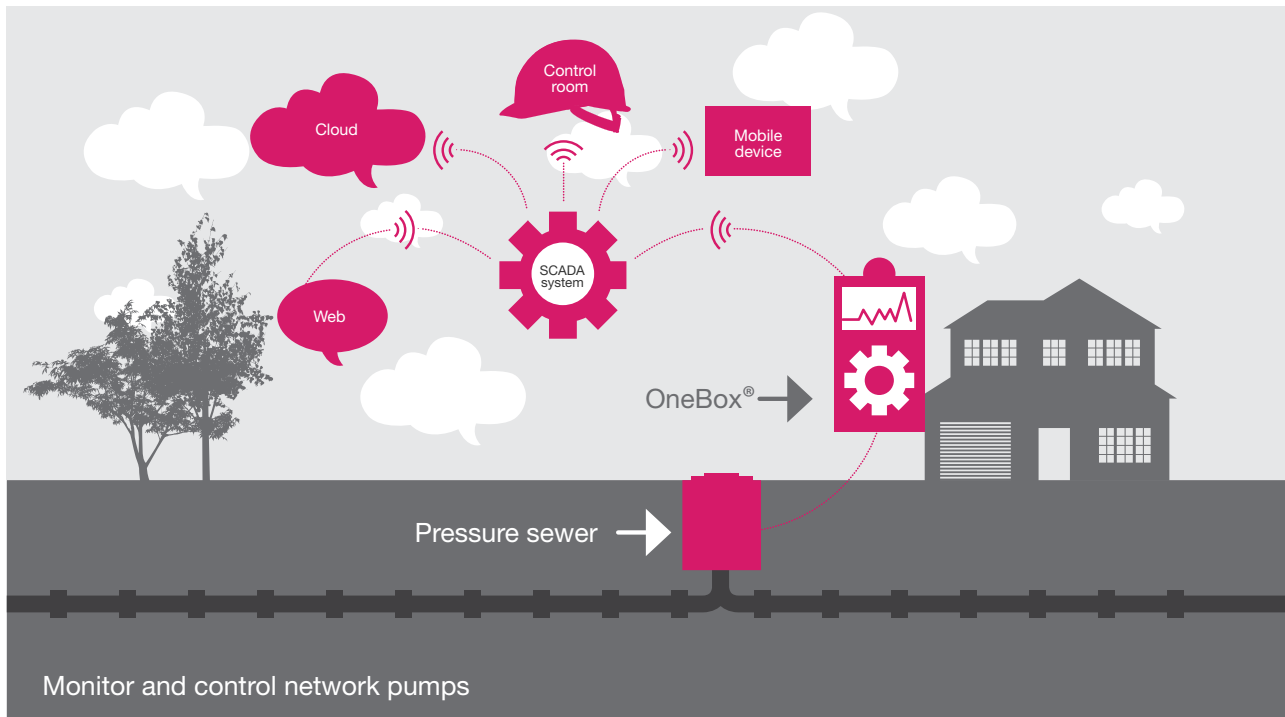 Control
room
Cloud
Mobile
device
SCADA
system
Web
OneBox®
Pressure sewer
Monitor and control network pumps